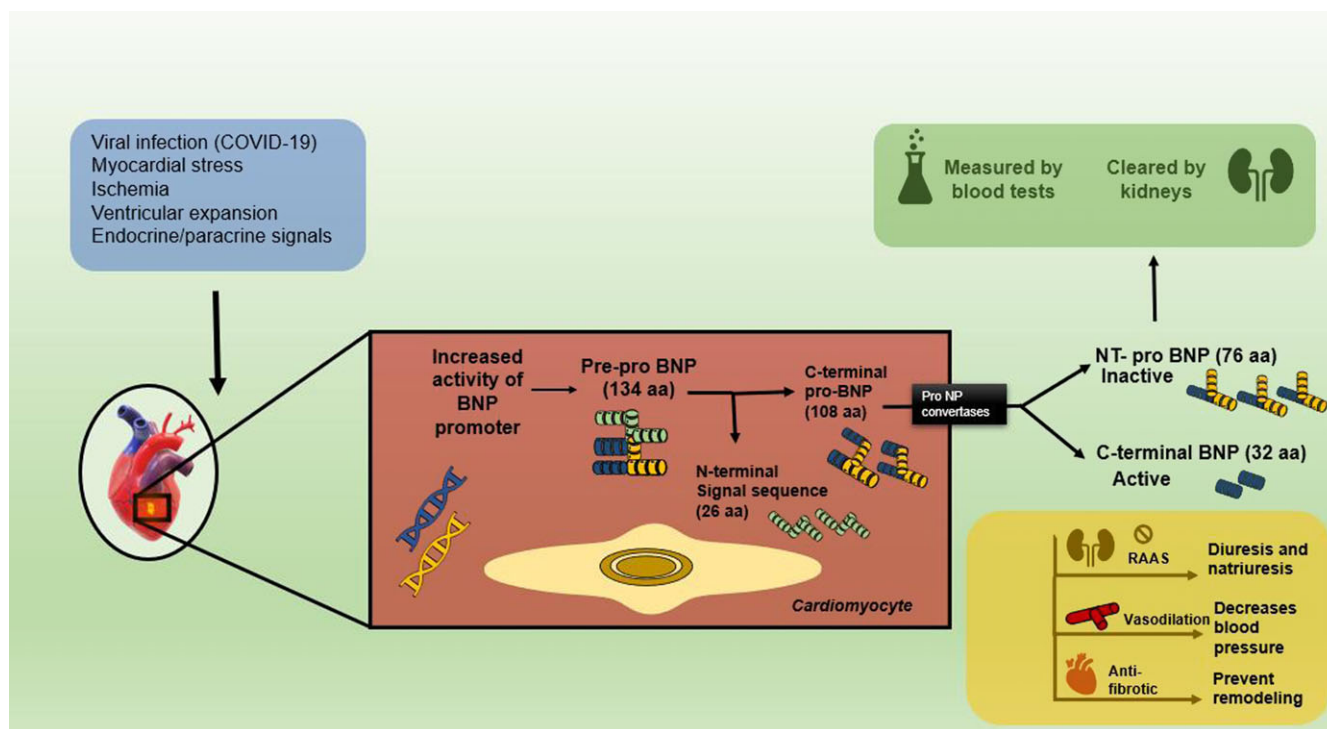 Viral infection (COVID-19)
Myocardial stress
Ischemia
Ventricular expansion
Endocrine/paracrine signals
Measured by
blood tests
Cleared by
kidneys
Increased
activity of
BNP
promoter
Pre-pro BNP
(134 aa)
C-terminal
pro-BNP
(108 aa)
N-terminal
Signal sequence
(26 aa)
Cardiomyocyte
Pro NP
convertases
NT- pro BNP (76 aa)
Inactive
C-terminal BNP (32 aa)
Active
RAAS
Diuresis and
natriuresis
Vasodilation
Decreases
blood
pressure
Anti-
fibrotic
Prevent
remodeling